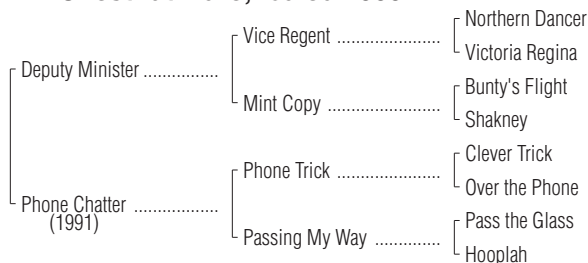 Vice Regent ....................
Northern Dancer
Victoria Regina
Deputy Minister ................
Mint Copy ......................
Bunty's Flight
Shakney
Phone Trick ....................
Clever Trick
Over the Phone
Phone Chatter ..................
(1991)
Passing My Way ...............
Pass the Glass
Hooplah